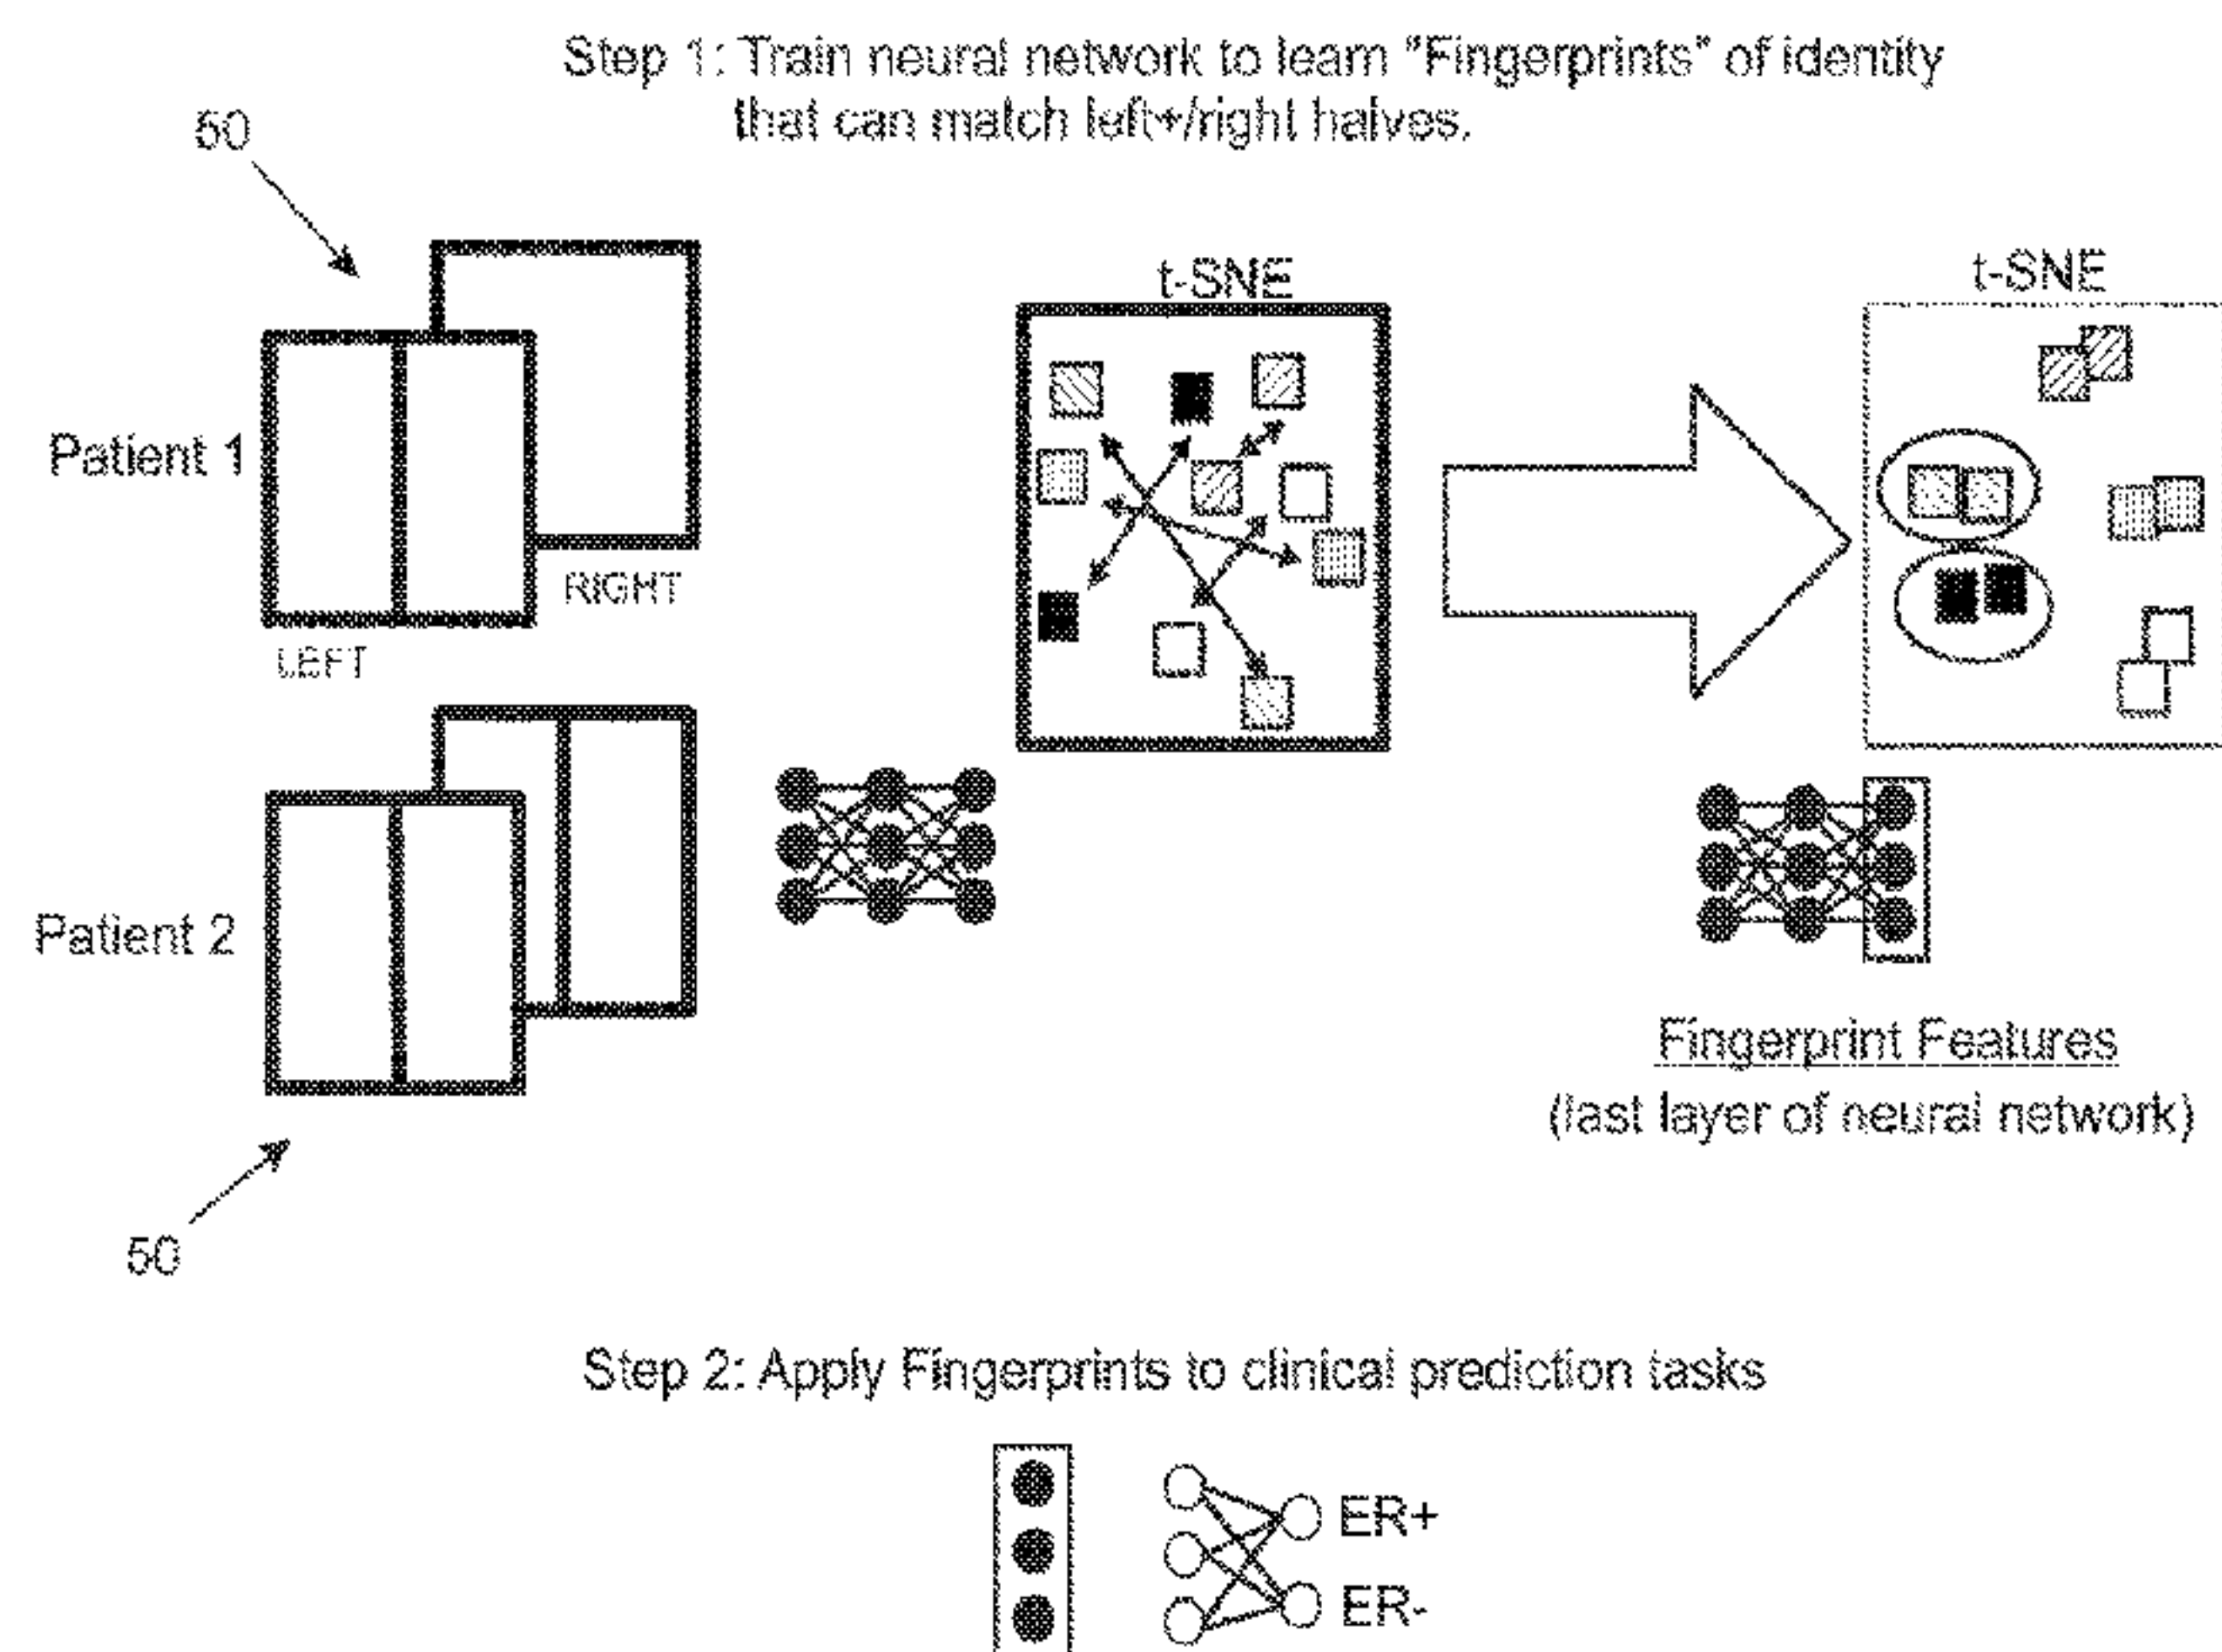 Step 1: Train neural network to learn "Fingerprints" of identity
that can match left+/right halves.
50
Patient 1
LEFT
RIGHT
t-SNE
t-SNE
Patient 2
50
Fingerprint Features
(last layer of neural network)
Step 2: Apply Fingerprints to clinical prediction tasks
ER+
ER-